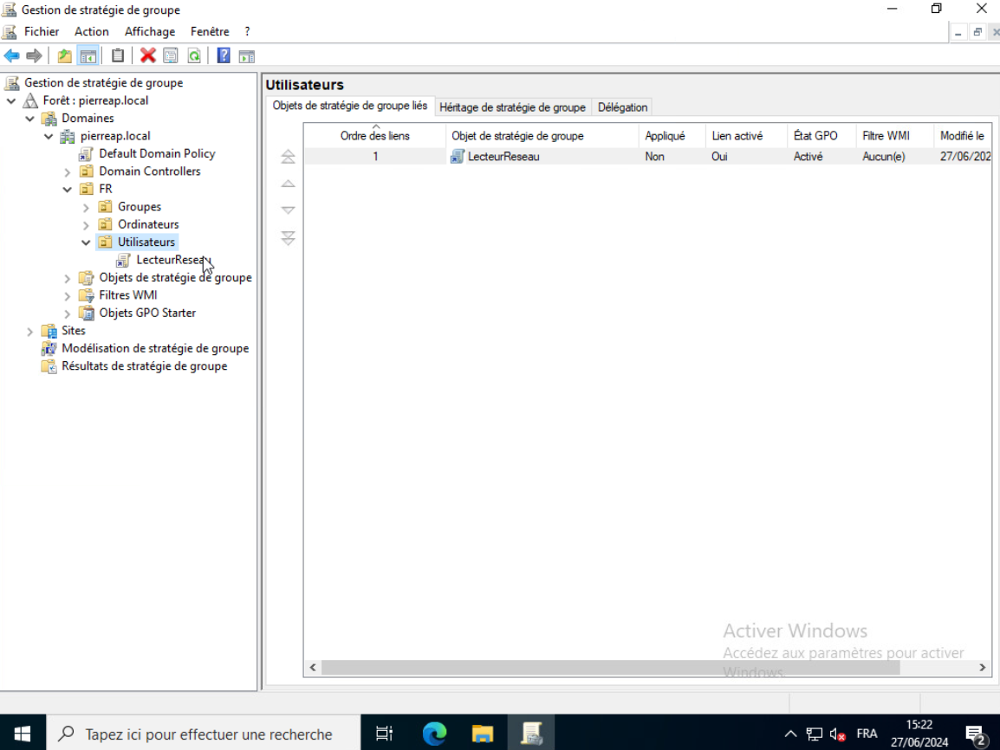 Gestion de stratégie de groupe
Fichier Action Affichage Fenêtre ?
Gestion de stratégie de groupe
Forêt : pierreap.local
Domaines
pierreap.local
Default Domain Policy
Domain Controllers
FR
Groupes
Ordinateurs
Utilisateurs
LecteurReseau
Objets de stratégie de groupe
Filtres WMI
Objets GPO Starter
Sites
Modélisation de stratégie de groupe
Résultats de stratégie de groupe
Utilisateurs
Objets de stratégie de groupe liés Héritage de stratégie de groupe Délégation
Ordre des liens Objet de stratégie de groupe Appliqué Lien activé État GPO Filtre WMI Modifié le
1 LecteurReseau Non Oui Activé Aucun(e) 27/06/202
Activer Windows
Accédez aux paramètres pour activer
Windows.
Tapez ici pour effectuer une recherche
FRA
15:22
27/06/2024
2